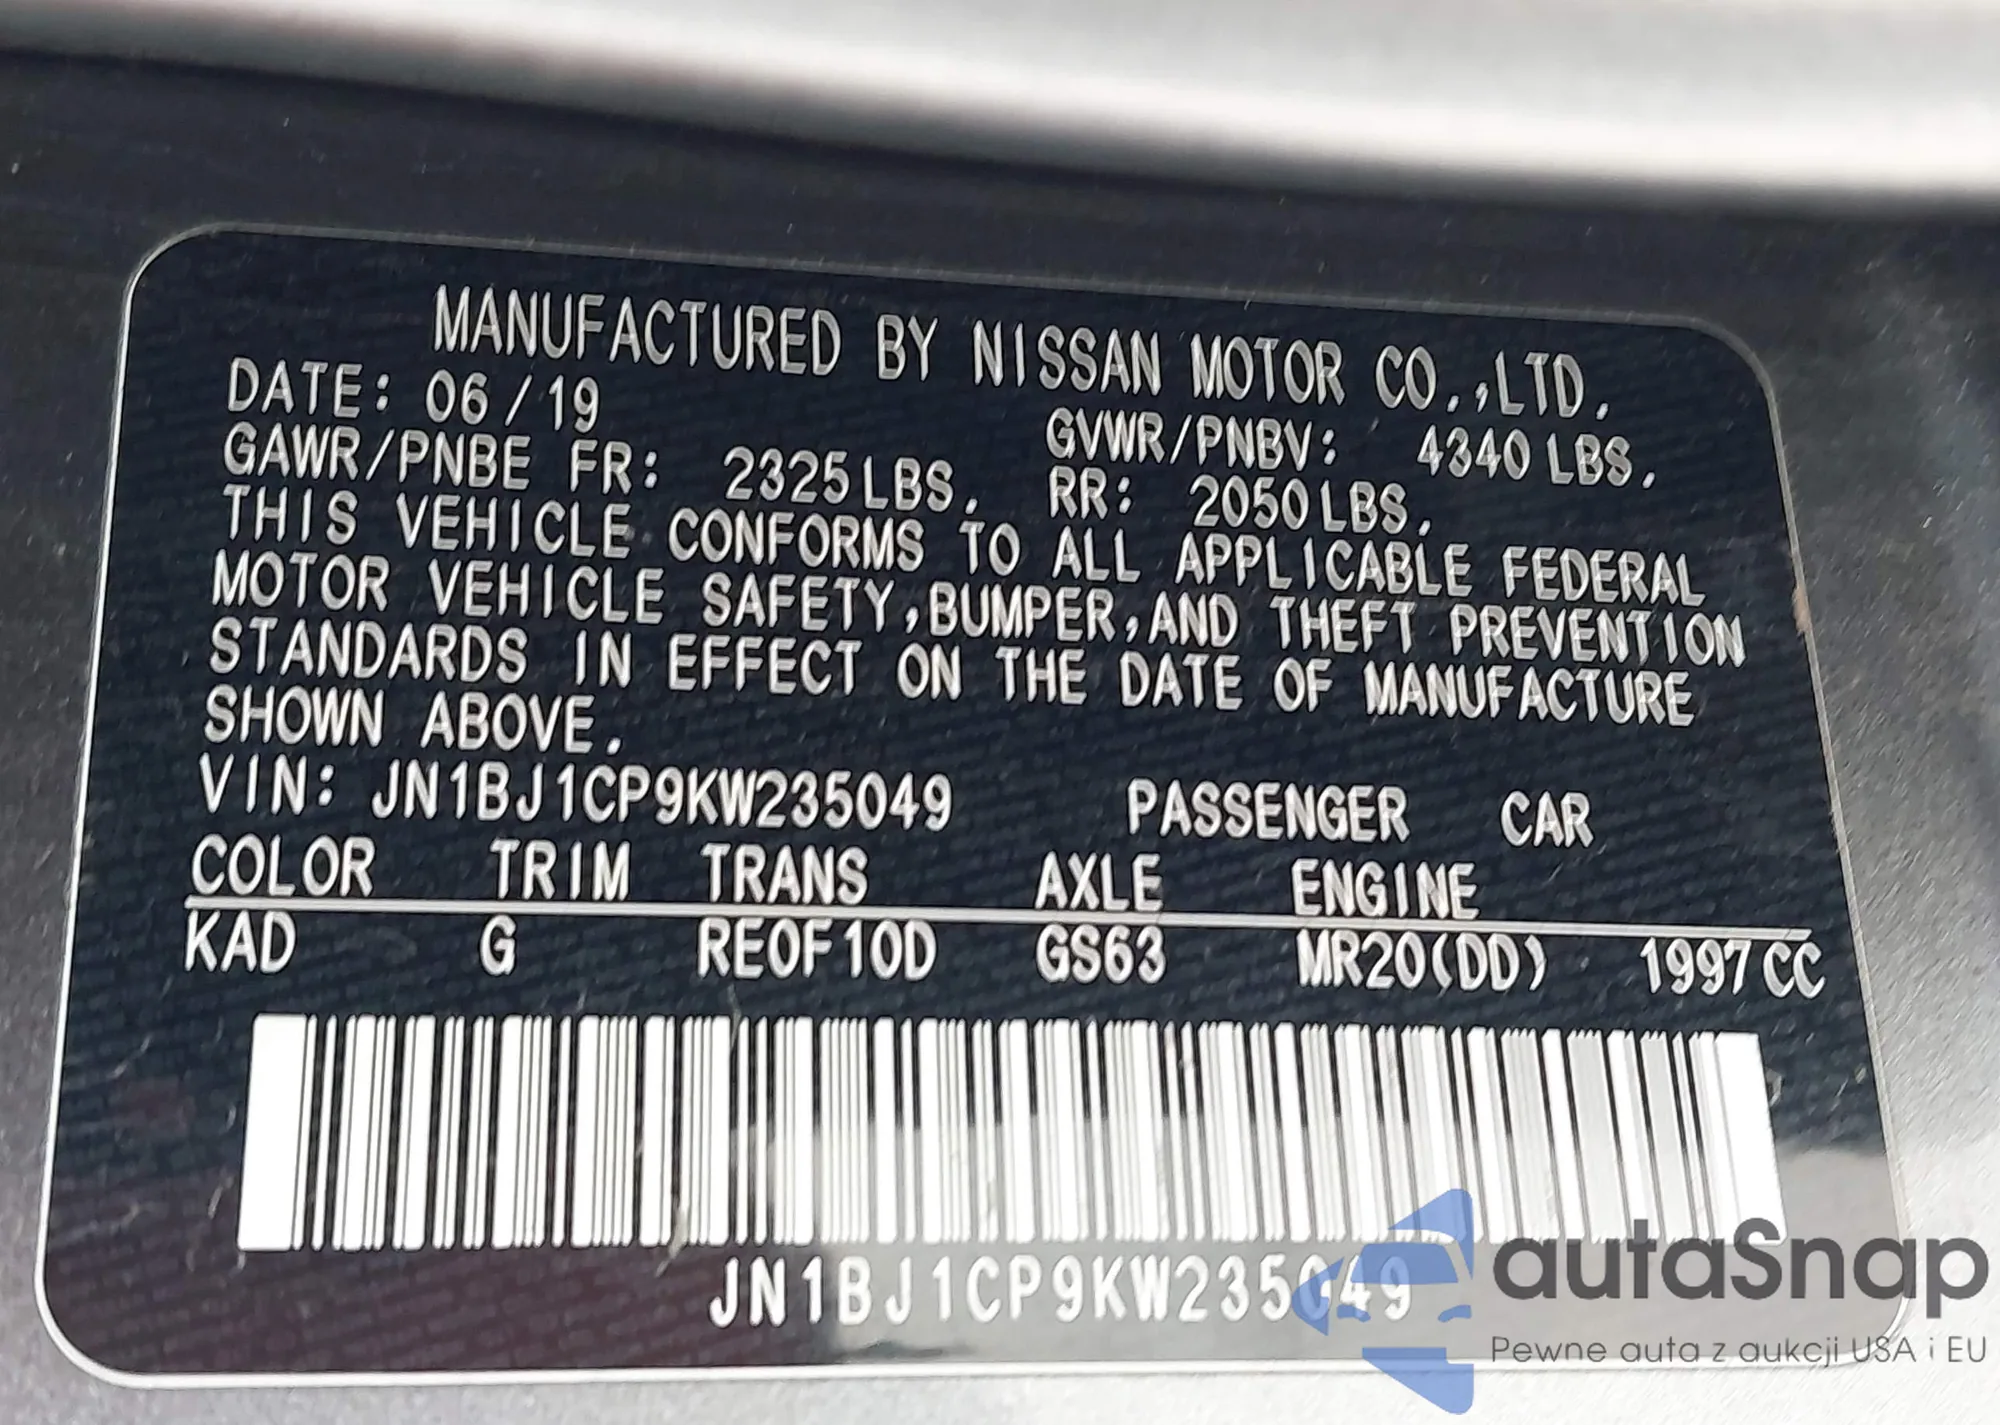 MANUFACTURED BY NISSAN MOTOR CO.,LTD.
DATE: 06/19 GVWR/PNBV: 4340 LBS.
GAWR/PNBE FR: 2325 LBS. RR: 2050 LBS.
THIS VEHICLE CONFORMS TO ALL APPLICABLE FEDERAL
MOTOR VEHICLE SAFETY,BUMPER,AND THEFT PREVENTION
STANDARDS IN EFFECT ON THE DATE OF MANUFACTURE
SHOWN ABOVE.
VIN: JN1BJ1CP9KW235049 PASSENGER CAR
COLOR TRIM TRANS AXLE ENGINE
KAD G RE0F10D GS63 MR20(DD) 1997 CC
JN1BJ1CP9KW235049
autaSnap
Pewne auta z aukcji USA i EU